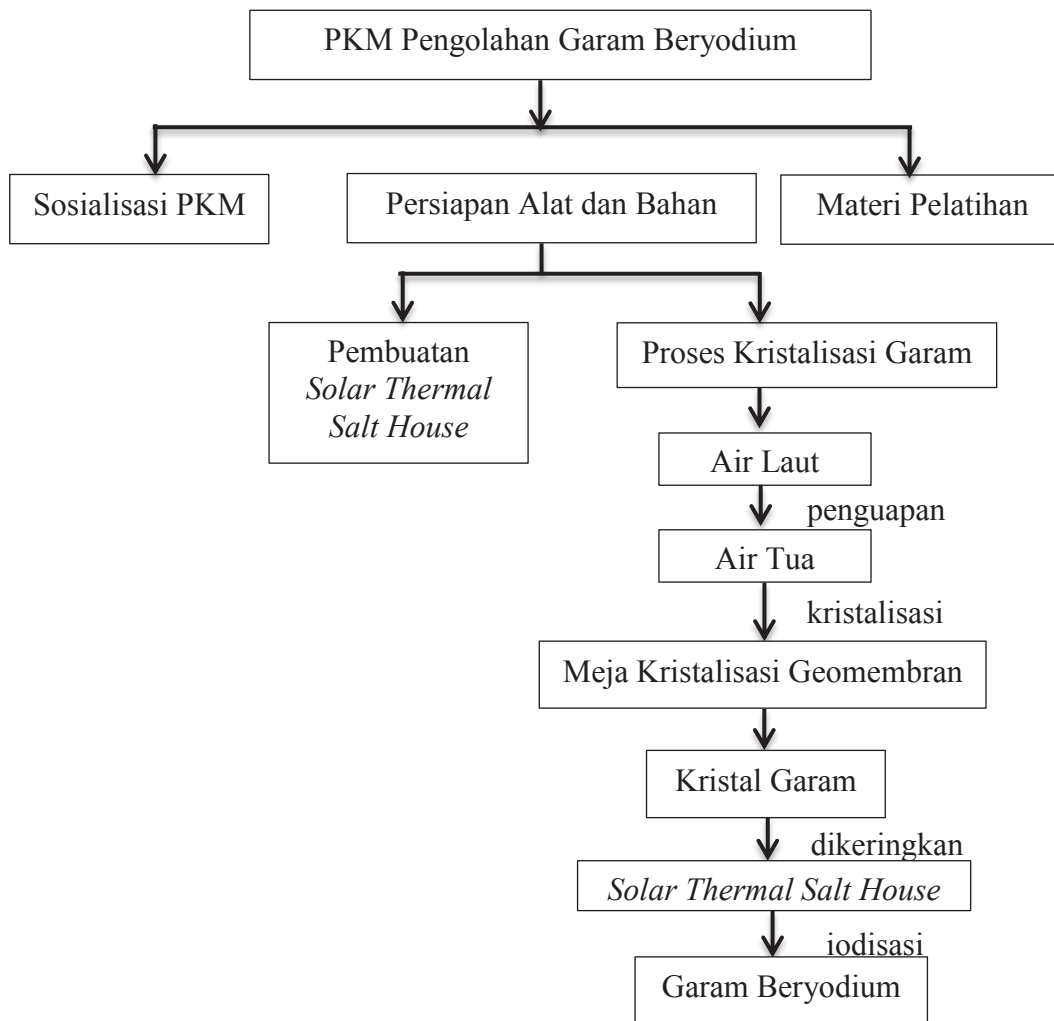 PKM Pengolahan Garam Beryodium
Sosialisasi PKM
Persiapan Alat dan Bahan
Materi Pelatihan
Pembuatan
Solar Thermal
Salt House
Proses Kristalisasi Garam
Air Laut
penguapan
Air Tua
kristalisasi
Meja Kristalisasi Geomembran
Kristal Garam
dikeringkan
Solar Thermal Salt House
iodisasi
Garam Beryodium